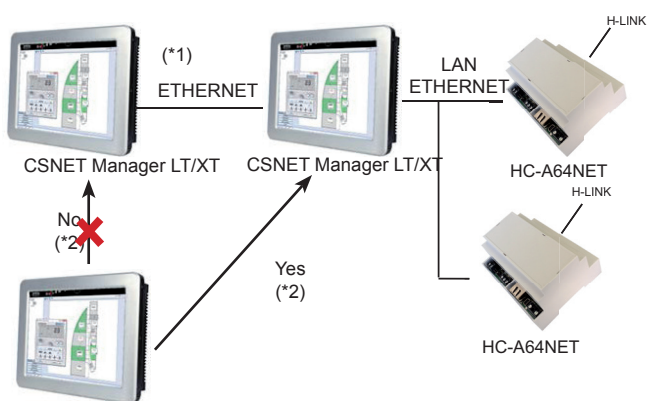 H-LINK
(*1)
ETHERNET
LAN
ETHERNET
CSNET Manager LT/XT
CSNET Manager LT/XT
HC-A64NET
H-LINK
No
(*2)
Yes
(*2)
HC-A64NET